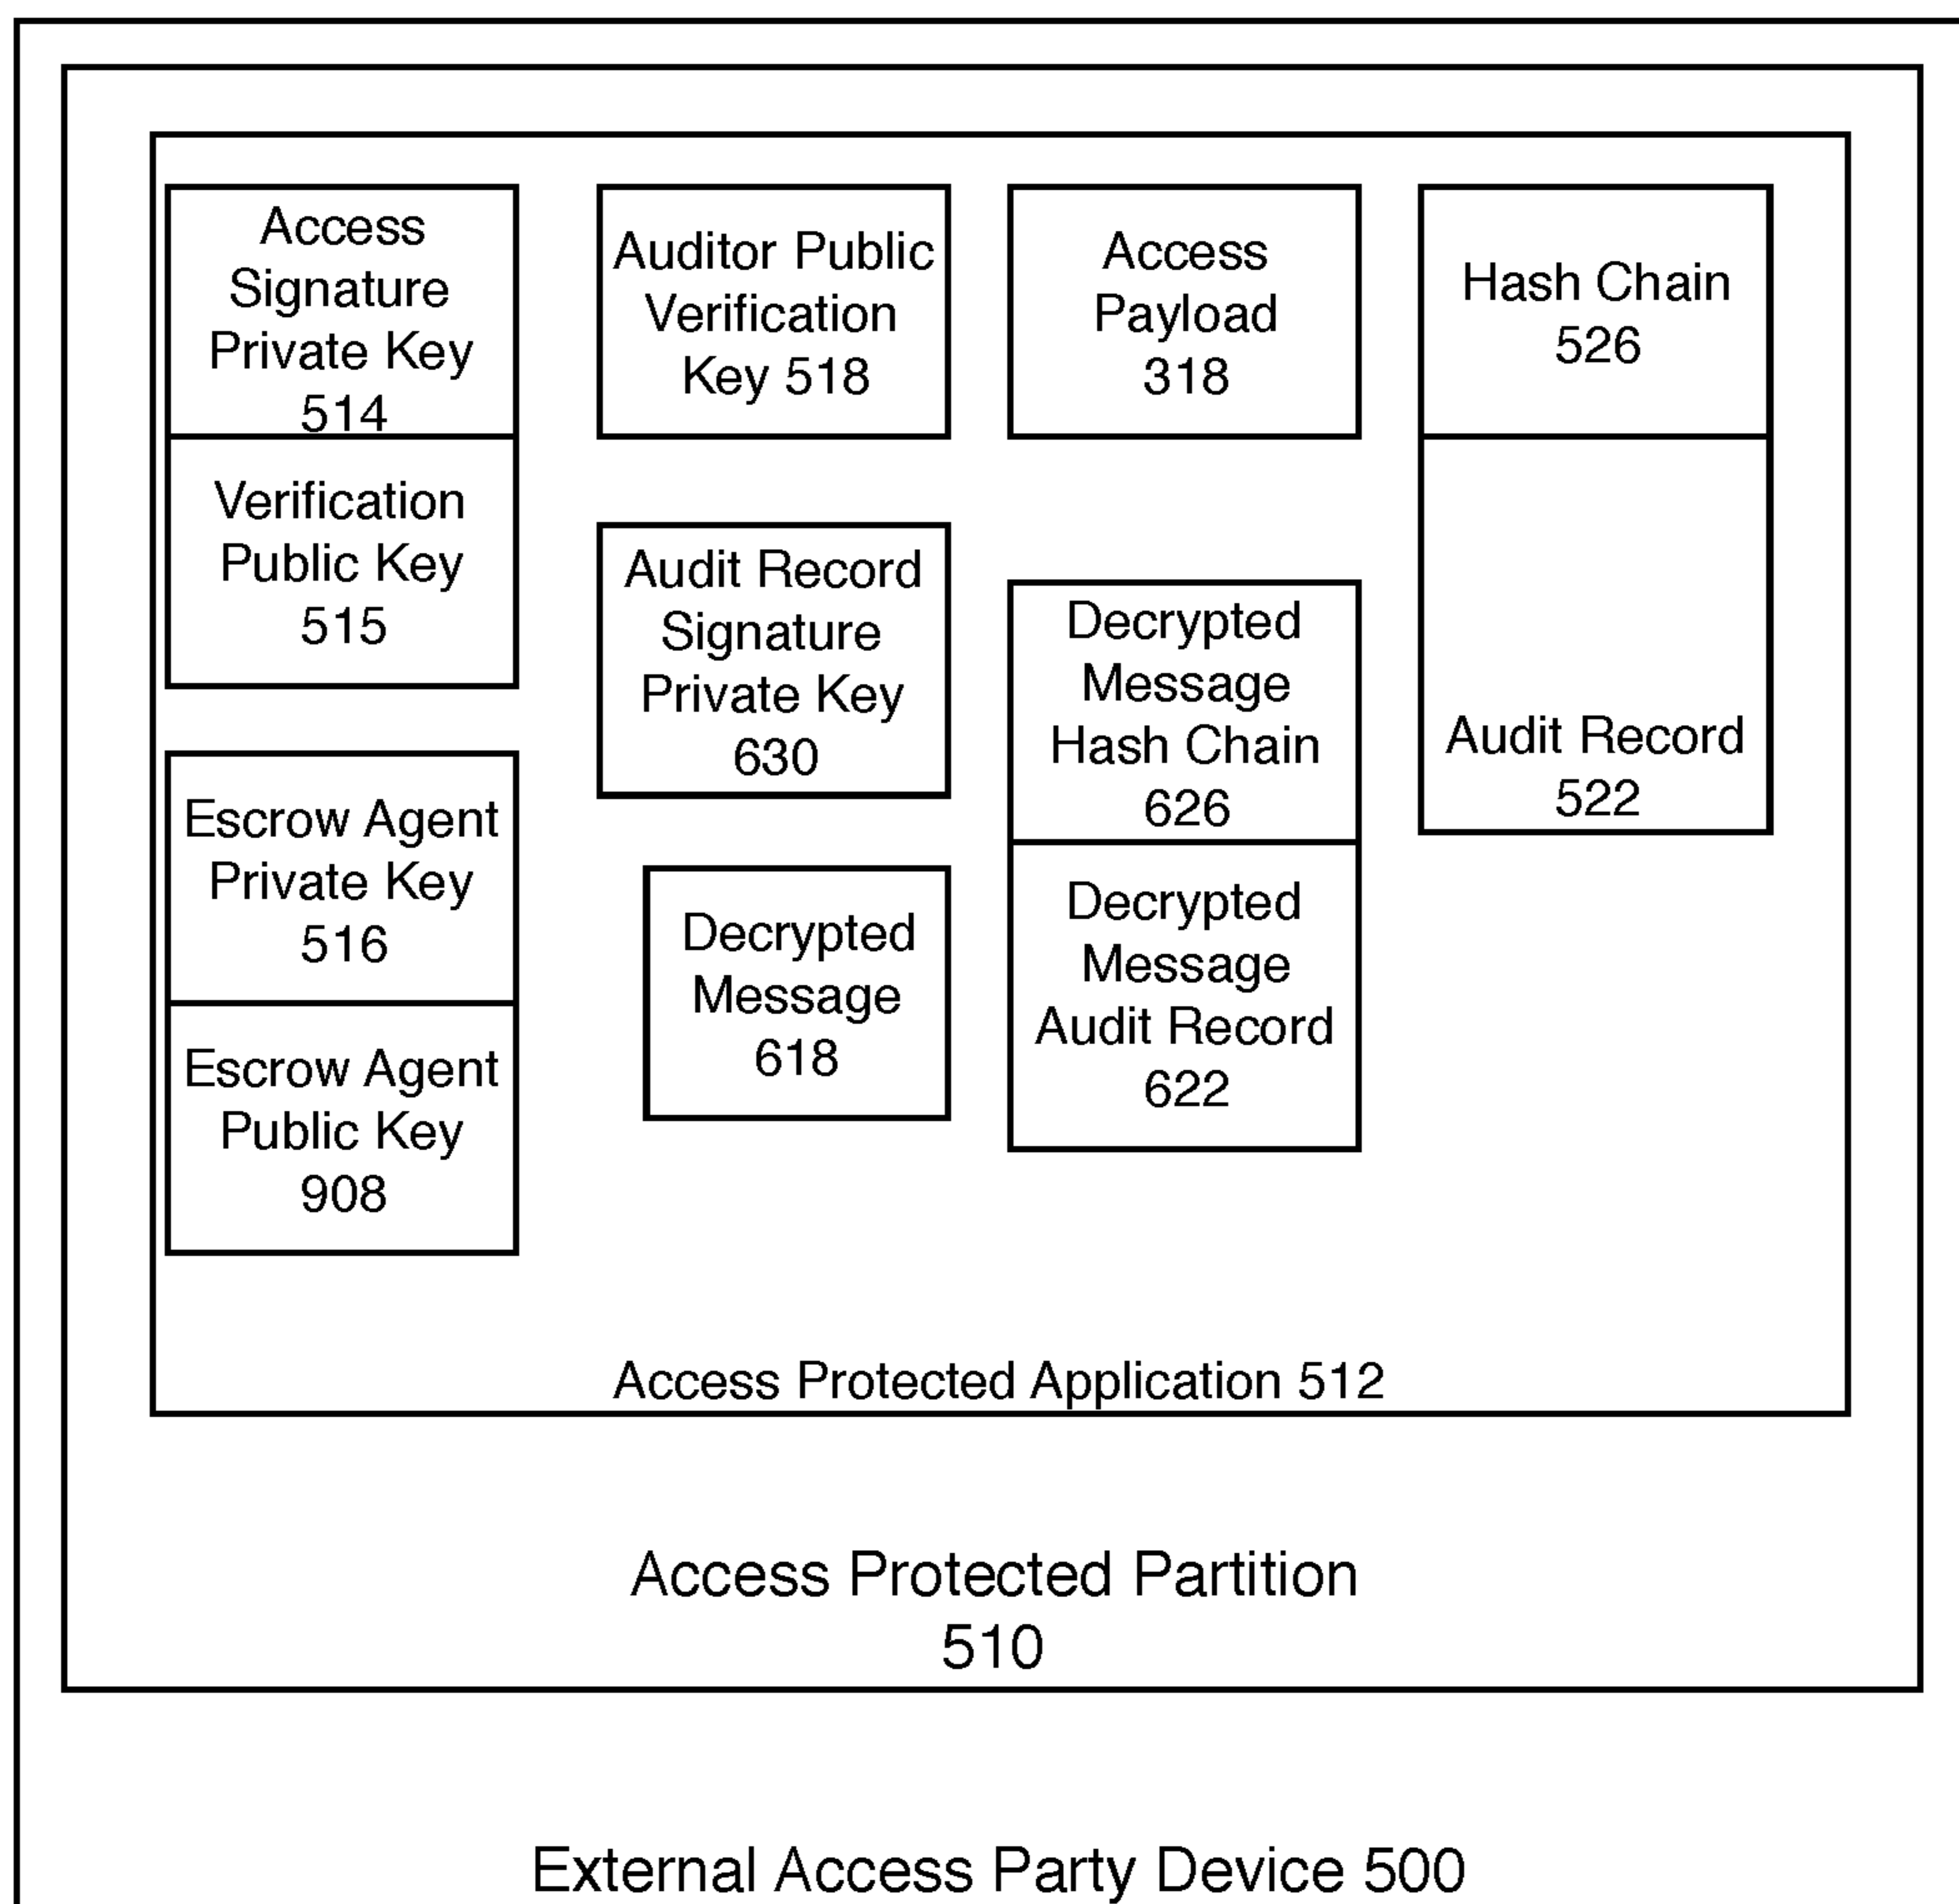 Access
Signature
Private Key
514
Verification
Public Key
515
Escrow Agent
Private Key
516
Escrow Agent
Public Key
908
Auditor Public
Verification
Key 518
Audit Record
Signature
Private Key
630
Decrypted
Message
618
Access
Payload
318
Decrypted
Message
Hash Chain
626
Decrypted
Message
Audit Record
622
Hash Chain
526
Audit Record
522
Access Protected Application 512
Access Protected Partition
510
External Access Party Device 500